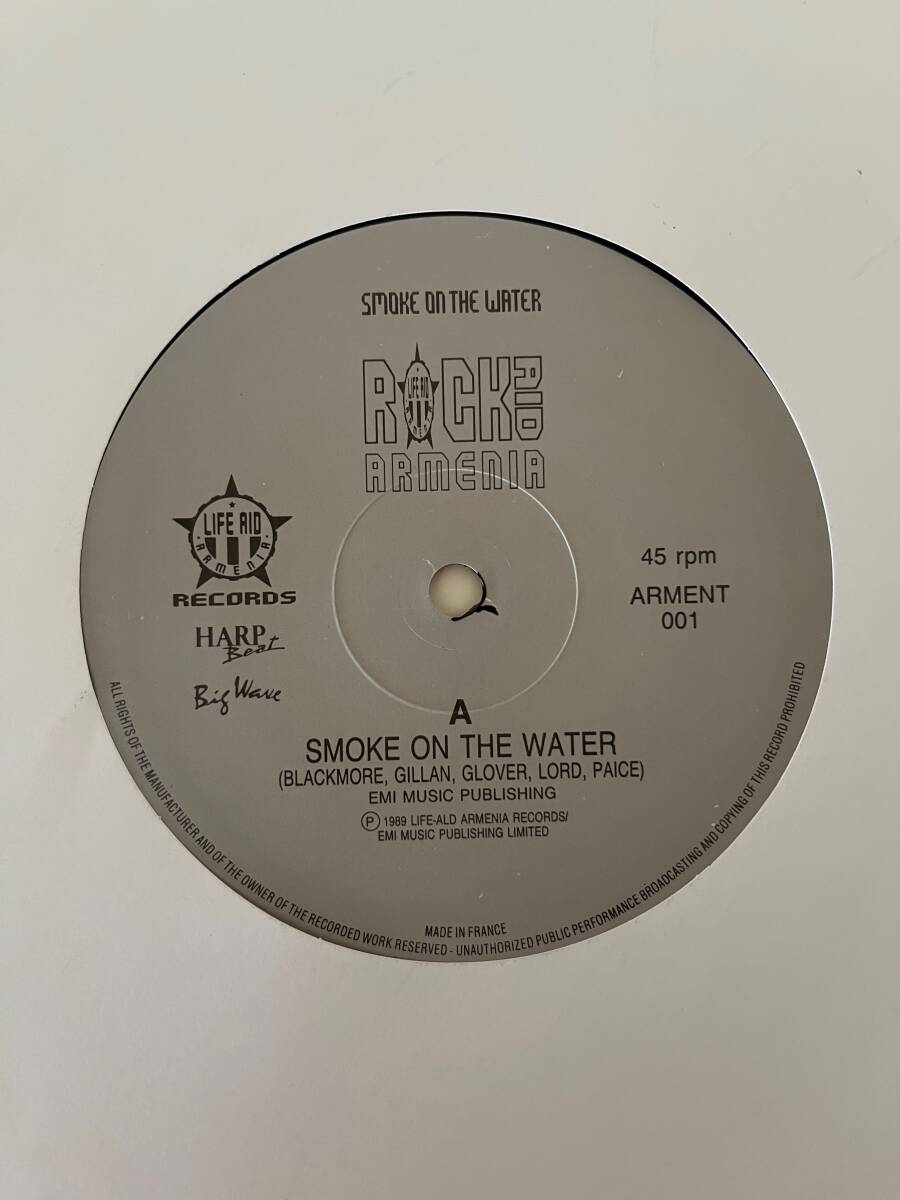 SMOKE ON THE WATER
ROCK AID
LIFE AID
ARMENIA
ARMENIA
LIFE AID
ARMENIA
RECORDS
HARP
Beat
Big Wave
45 rpm
ARMENT
001
A
SMOKE ON THE WATER
(BLACKMORE, GILLAN, GLOVER, LORD, PAICE)
EMI MUSIC PUBLISHING
Ⓟ 1989 LIFE-ALD ARMENIA RECORDS/
EMI MUSIC PUBLISHING LIMITED
MADE IN FRANCE
ALL RIGHTS OF THE MANUFACTURER AND OF THE OWNER OF THE RECORDED WORK RESERVED - UNAUTHORIZED PUBLIC PERFORMANCE BROADCASTING AND COPYING OF THIS RECORD PROHIBITED